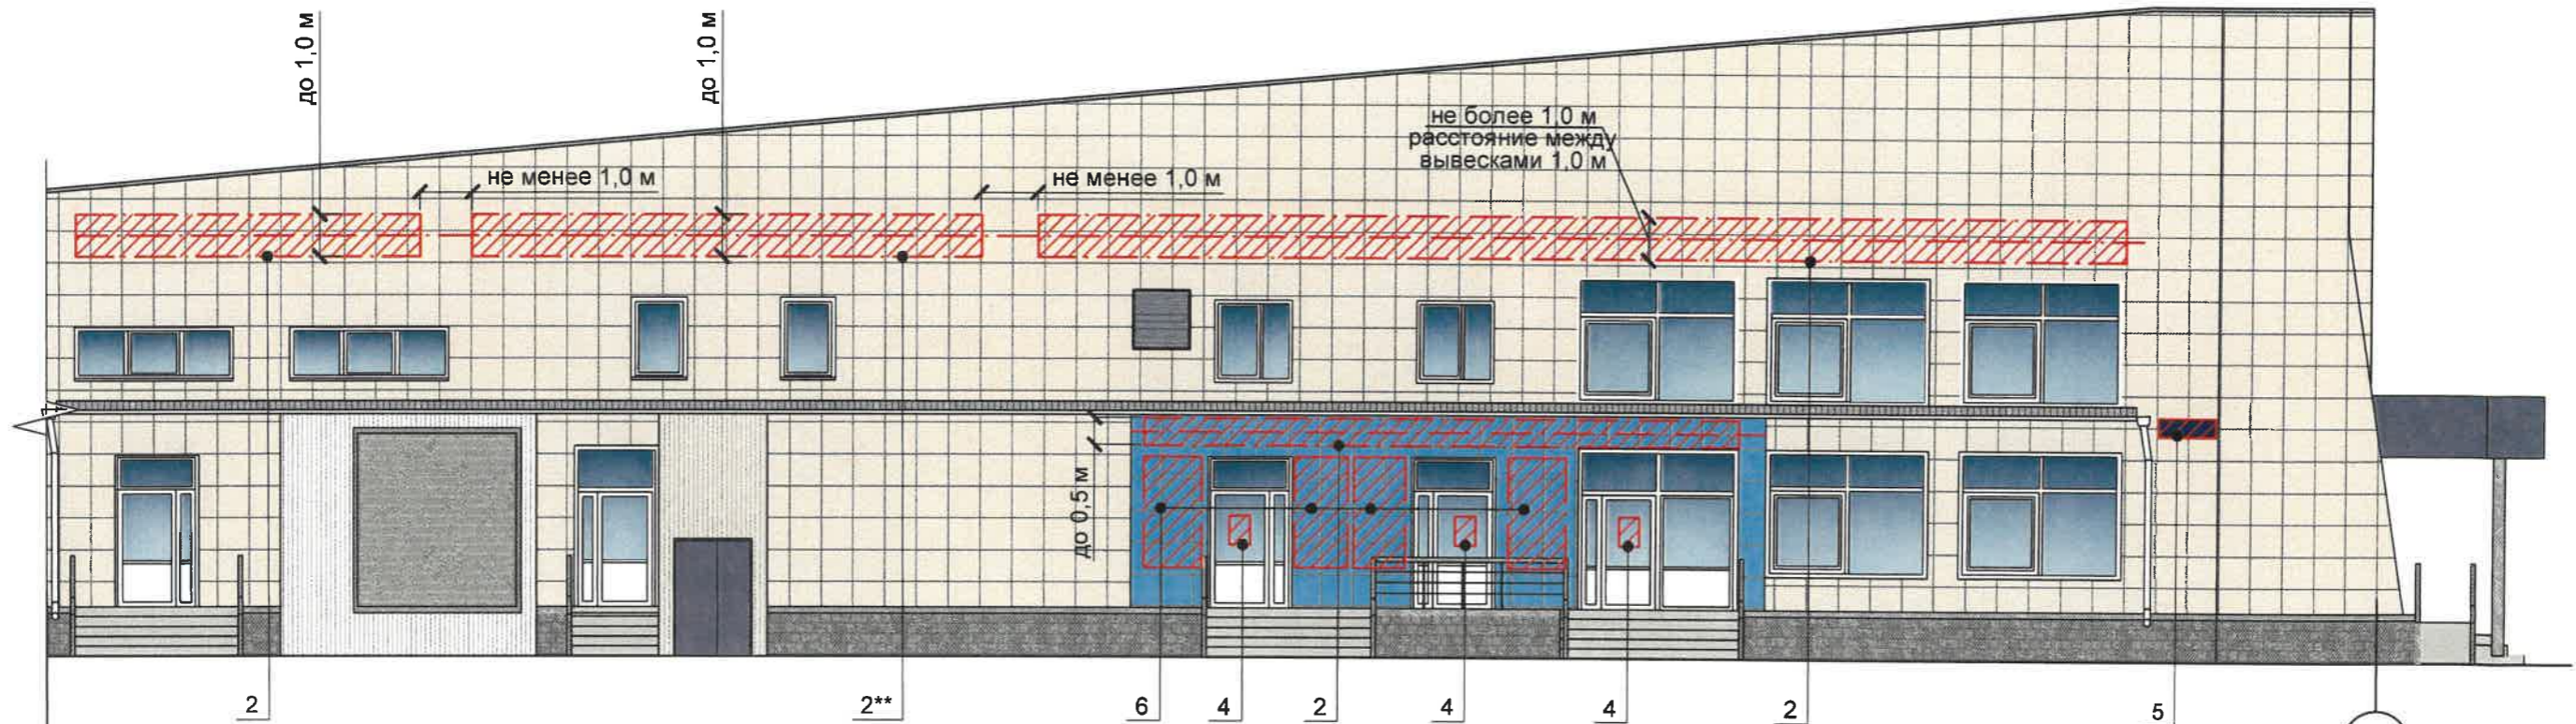 до 1,0 м
до 1,0 м
не более 1,0 м
расстояние между
вывесками 1,0 м
не менее 1,0 м
не менее 1,0 м
до 0,5 м
2
2**
6
4
2
4
4
2
5